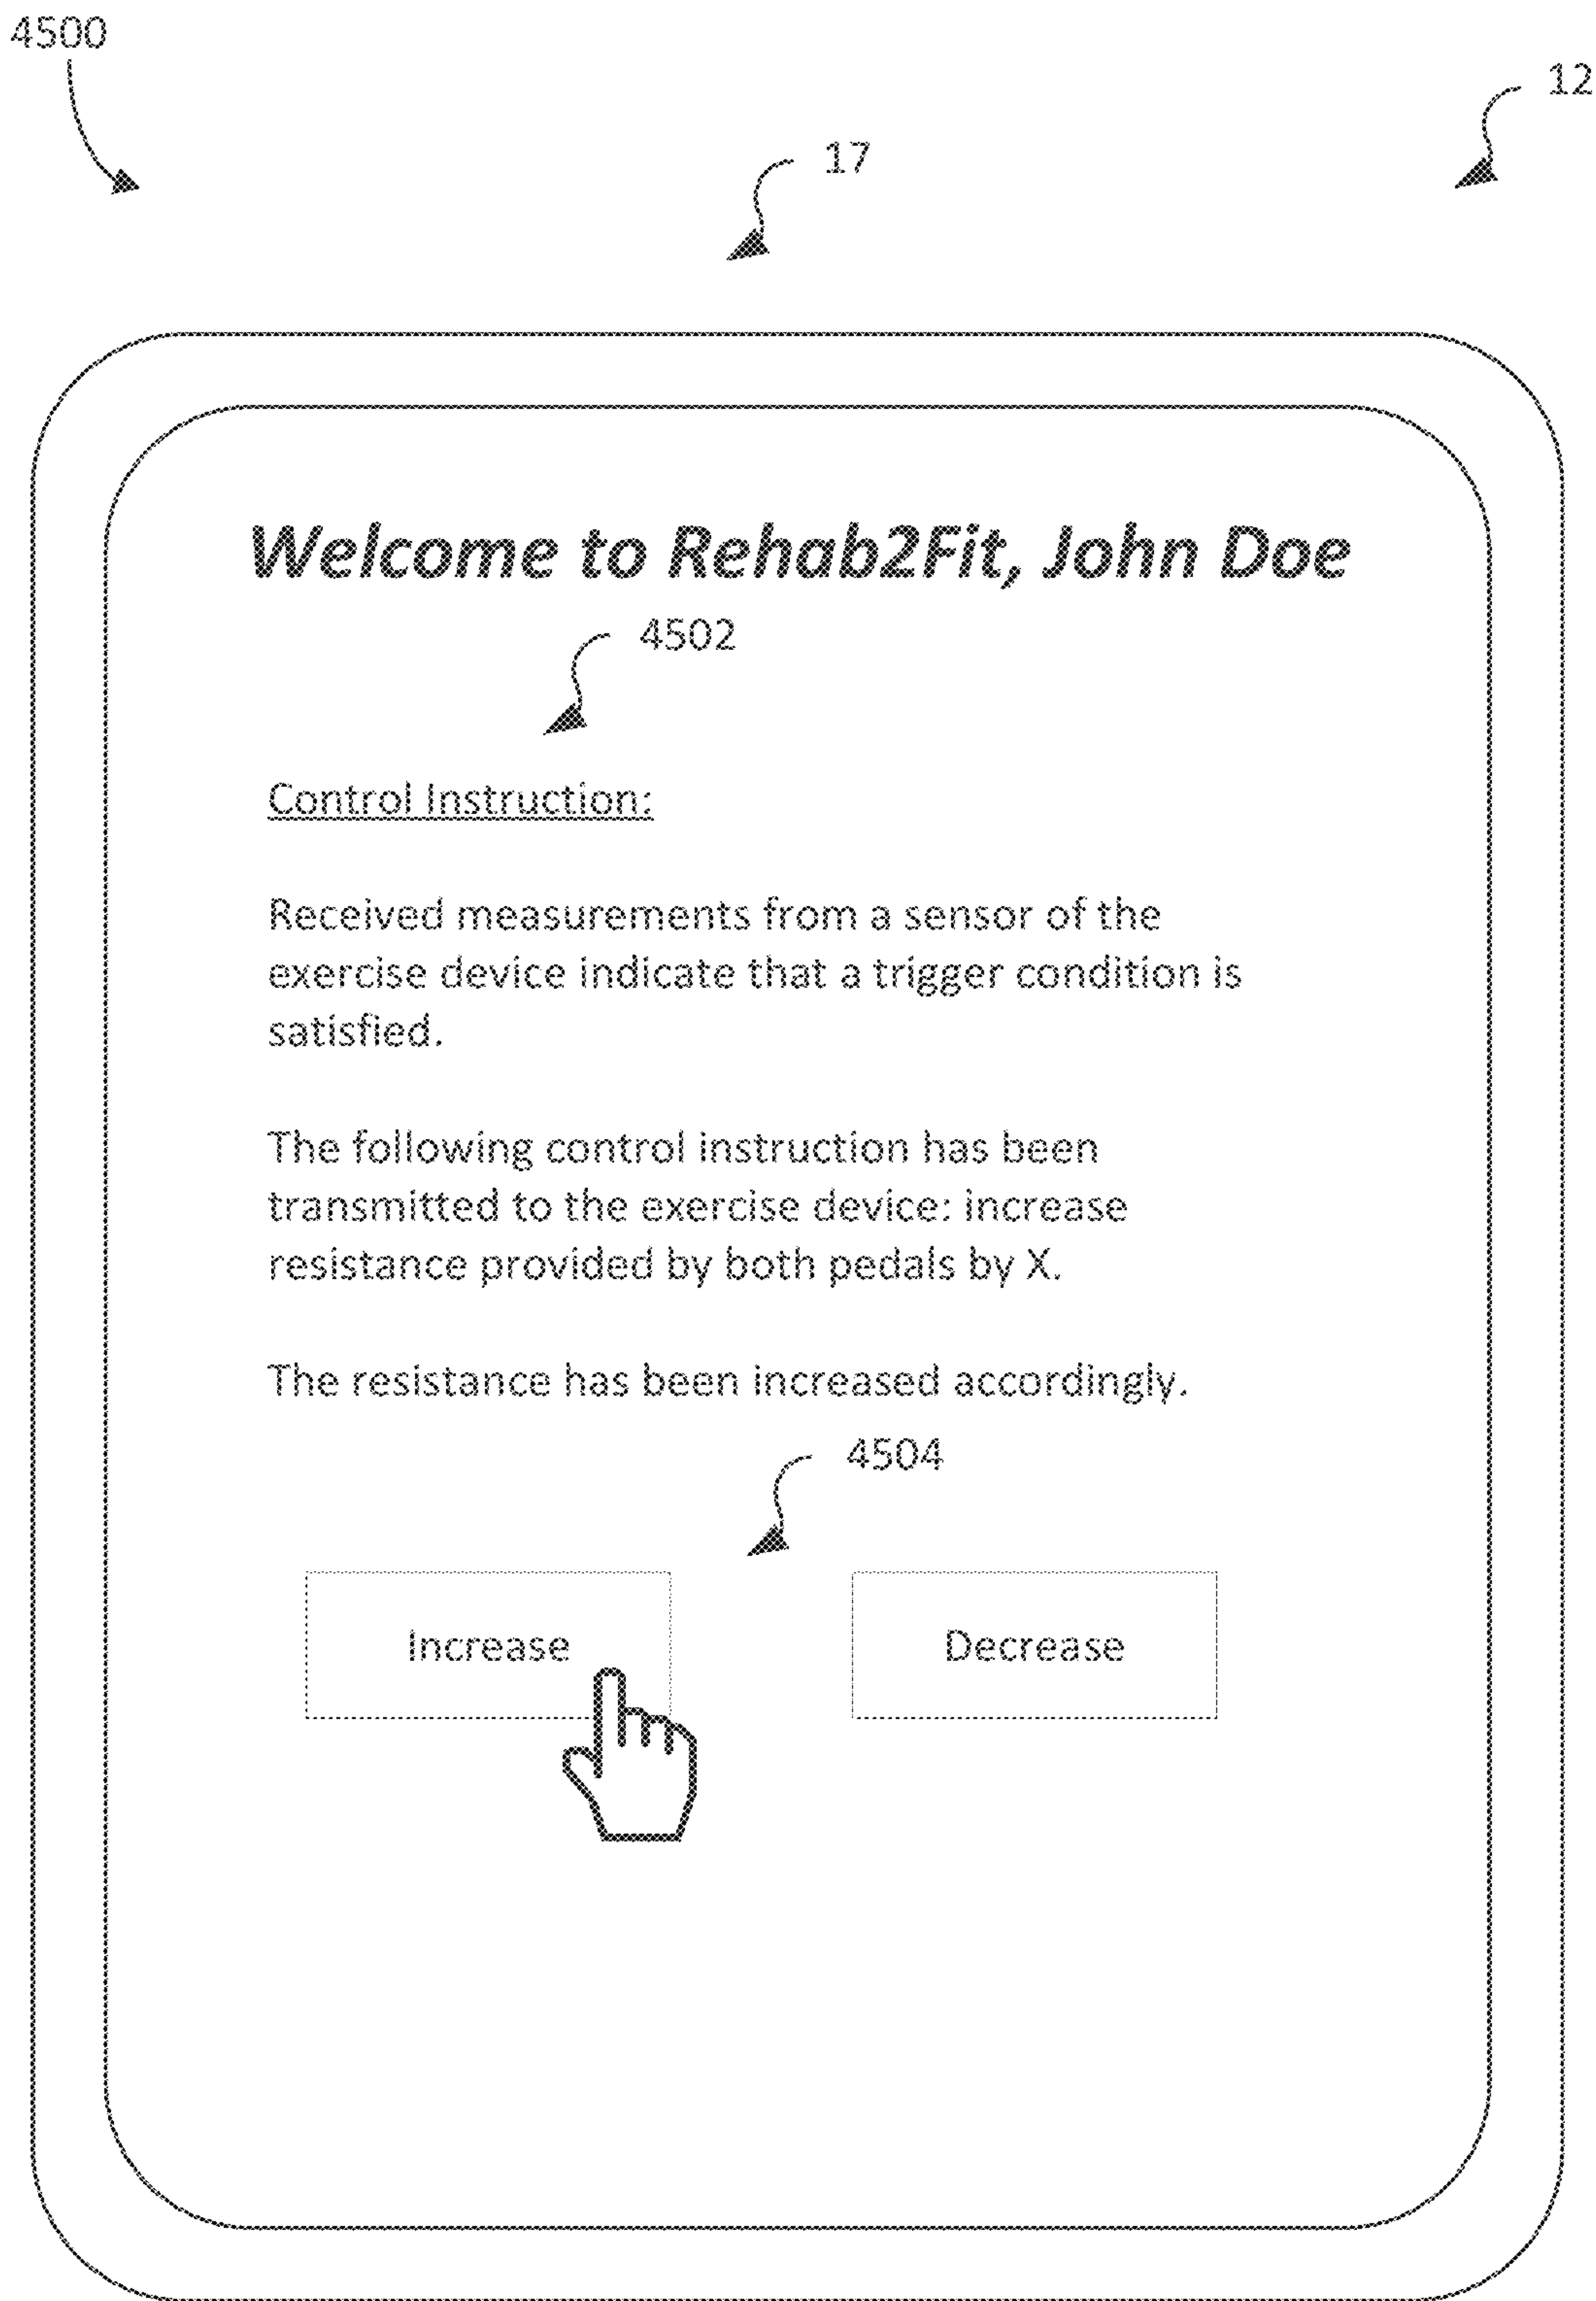 4500
12
17
Welcome to Rehab2Fit, John Doe
4502
Control Instruction:
Received measurements from a sensor of the
exercise device indicate that a trigger condition is
satisfied.
The following control instruction has been
transmitted to the exercise device: increase
resistance provided by both pedals by X.
The resistance has been increased accordingly.
4504
Increase
Decrease